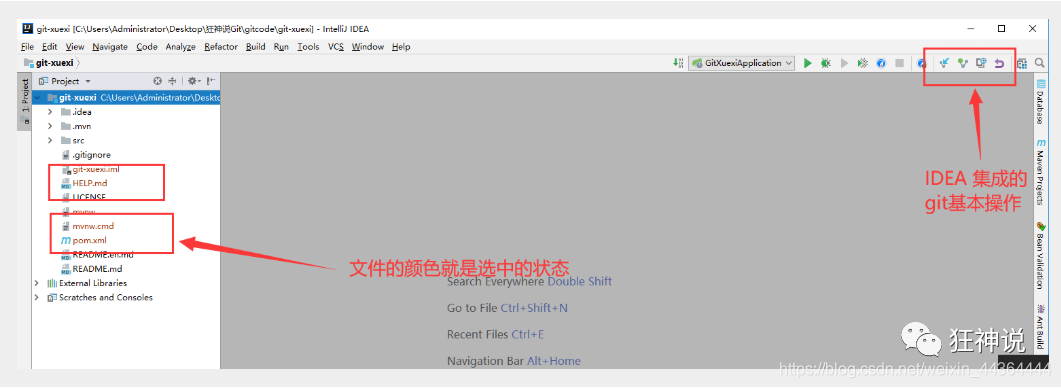 git-xuexi [C:\Users\Administrator\Desktop\狂神说Git\gitcode\git-xuexi] - IntelliJ IDEA
File Edit View Navigate Code Analyze Refactor Build Run Tools VCS Window Help
git-xuexi
GitXuexiApplication
1: Project
Project
git-xuexi C:\Users\Administrator\Deskto
.idea
.mvn
src
.gitignore
git-xuexi.iml
HELP.md
LICENSE
mvnw
mvnw.cmd
pom.xml
README.en.md
README.md
External Libraries
Scratches and Consoles
文件的颜色就是选中的状态
Search Everywhere Double Shift
Go to File Ctrl+Shift+N
Recent Files Ctrl+E
Navigation Bar Alt+Home
IDEA 集成的
git基本操作
Database
Maven Projects
Bean Validation
Ant Build
狂神说
https://blog.csdn.net/weixin_44364444